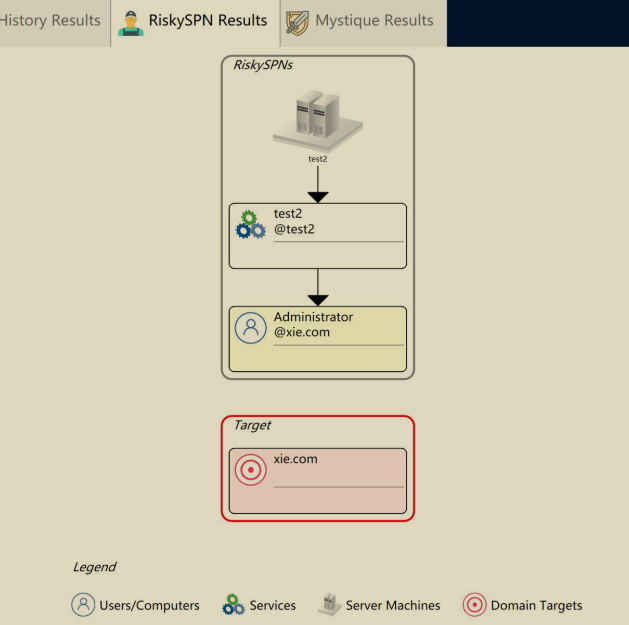 History Results RiskySPN Results Mystique Results
RiskySPNs
test2
test2
@test2
Administrator
@xie.com
Target
xie.com
Legend
Users/Computers Services Server Machines Domain Targets